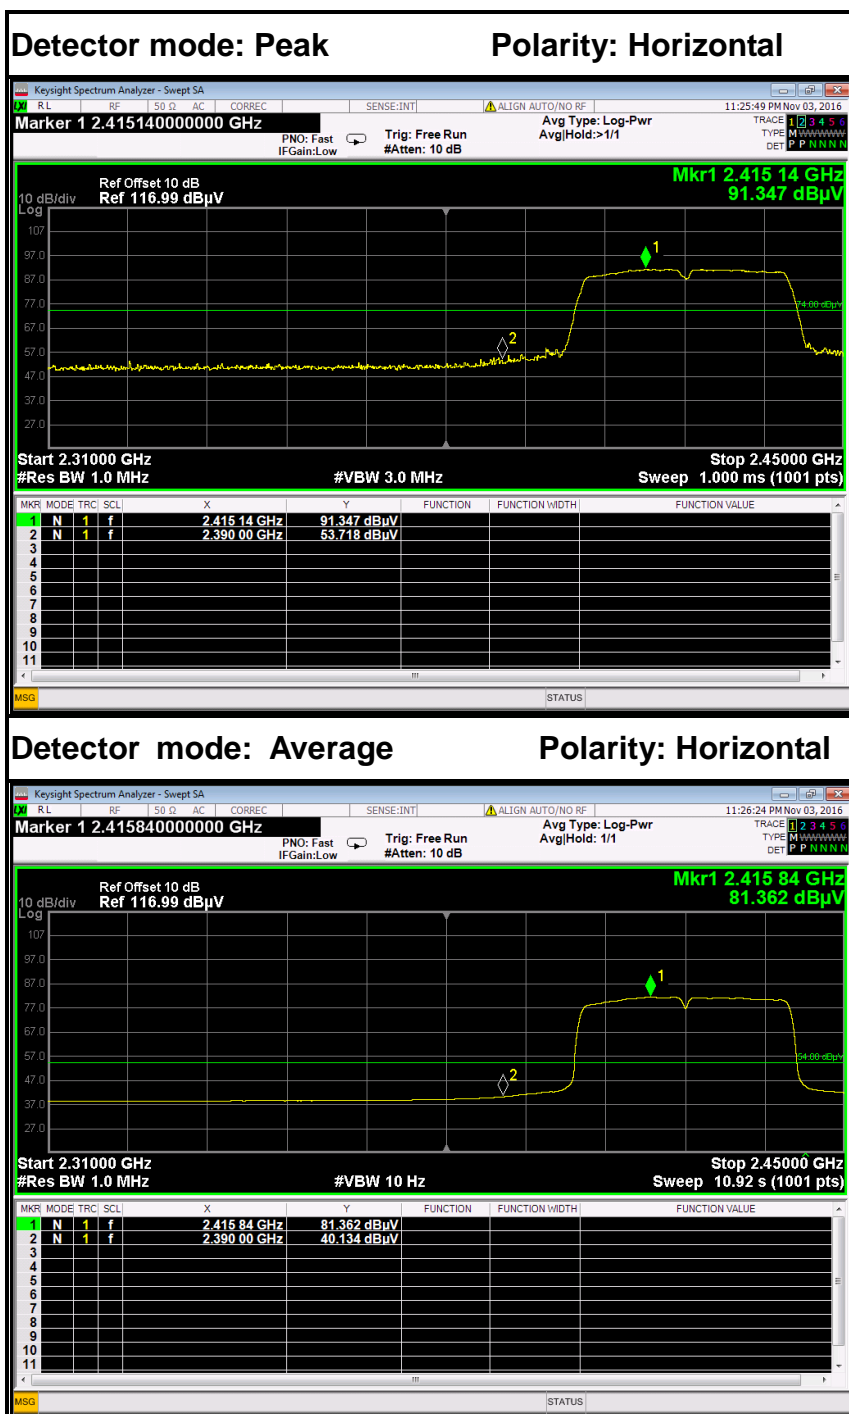 Detector mode: Peak Polarity: Horizontal
Keysight Spectrum Analyzer - Swept SA
LXI RL RF 50 Ω AC CORREC SENSE:INT ALIGN AUTO/NO RF 11:25:49 PM Nov 03, 2016
Marker 1 2.415140000000 GHz
PNO: Fast
IFGain:Low
Trig: Free Run
#Atten: 10 dB
Avg Type: Log-Pwr
Avg|Hold:>1/1
TRACE 1 2 3 4 5 6
TYPE M WWWWW
DET P P N N N N
Mkr1 2.415 14 GHz
91.347 dBµV
Ref Offset 10 dB
10 dB/div Ref 116.99 dBµV
Log
107
97.0
87.0
77.0
67.0
57.0
47.0
37.0
27.0
1
2
74.00 dBµV
Start 2.31000 GHz Stop 2.45000 GHz
#Res BW 1.0 MHz #VBW 3.0 MHz Sweep 1.000 ms (1001 pts)
MKR MODE TRC SCL X Y FUNCTION FUNCTION WIDTH FUNCTION VALUE
1 N 1 f 2.415 14 GHz 91.347 dBµV
2 N 1 f 2.390 00 GHz 53.718 dBµV
3
4
5
6
7
8
9
10
11
MSG STATUS
Detector mode: Average Polarity: Horizontal
Keysight Spectrum Analyzer - Swept SA
LXI RL RF 50 Ω AC CORREC SENSE:INT ALIGN AUTO/NO RF 11:26:24 PM Nov 03, 2016
Marker 1 2.415840000000 GHz
PNO: Fast
IFGain:Low
Trig: Free Run
#Atten: 10 dB
Avg Type: Log-Pwr
Avg|Hold: 1/1
TRACE 1 2 3 4 5 6
TYPE M WWWWW
DET P P N N N N
Mkr1 2.415 84 GHz
81.362 dBµV
Ref Offset 10 dB
10 dB/div Ref 116.99 dBµV
Log
107
97.0
87.0
77.0
67.0
57.0
47.0
37.0
27.0
1
2
54.00 dBµV
Start 2.31000 GHz Stop 2.45000 GHz
#Res BW 1.0 MHz #VBW 10 Hz Sweep 10.92 s (1001 pts)
MKR MODE TRC SCL X Y FUNCTION FUNCTION WIDTH FUNCTION VALUE
1 N 1 f 2.415 84 GHz 81.362 dBµV
2 N 1 f 2.390 00 GHz 40.134 dBµV
3
4
5
6
7
8
9
10
11
MSG STATUS